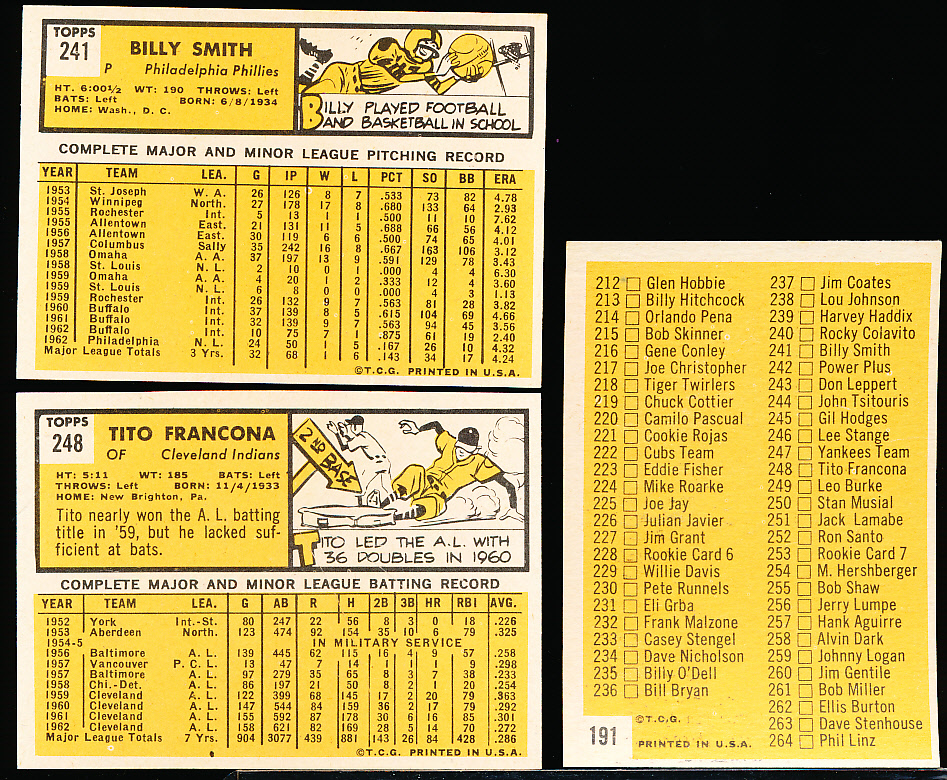 TOPPS
241
BILLY SMITH
P Philadelphia Phillies
HT. 6:00½ WT: 190 THROWS: Left
BATS: Left BORN: 6/8/1934
HOME: Wash., D. C.
BILLY PLAYED FOOTBALL
AND BASKETBALL IN SCHOOL
COMPLETE MAJOR AND MINOR LEAGUE PITCHING RECORD
YEAR TEAM LEA. G IP W L PCT SO BB ERA
1953 St. Joseph W. A. 26 126 8 7 .533 73 82 4.78
1954 Winnipeg North. 27 178 17 8 .680 133 64 2.93
1955 Rochester Int. 5 13 1 1 .500 11 10 7.62
1955 Allentown East. 21 131 11 5 .688 66 56 4.12
1956 Allentown East. 30 119 6 6 .500 74 65 4.01
1957 Columbus Sally 35 242 16 8 .667 163 106 3.12
1958 Omaha A. A. 37 197 13 9 .591 129 78 3.43
1958 St. Louis N. L. 2 10 0 1 .000 4 4 6.30
1959 Omaha A. A. 4 20 1 2 .333 12 4 3.60
1959 St. Louis N. L. 6 8 0 0 .000 4 3 1.13
1959 Rochester Int. 26 132 9 7 .563 81 28 3.82
1960 Buffalo Int. 37 139 8 5 .615 104 69 4.66
1961 Buffalo Int. 32 139 9 7 .563 94 45 3.56
1962 Buffalo Int. 10 75 7 1 .875 61 19 2.40
1962 Philadelphia N. L. 24 50 1 5 .167 26 10 4.32
Major League Totals 3 Yrs. 32 68 1 6 .143 34 17 4.24
©T.C.G. PRINTED IN U.S.A.
TOPPS
248
TITO FRANCONA
OF Cleveland Indians
HT: 5:11 WT: 185 BATS: Left
THROWS: Left BORN: 11/4/1933
HOME: New Brighton, Pa.
Tito nearly won the A. L. batting
title in '59, but he lacked suf-
ficient at bats.
2ND BASE
TITO LED THE A.L. WITH
36 DOUBLES IN 1960
COMPLETE MAJOR AND MINOR LEAGUE BATTING RECORD
YEAR TEAM LEA. G AB R H 2B 3B HR RBI AVG.
1952 York Int.-St. 80 247 22 56 8 3 0 18 .226
1953 Aberdeen North. 123 474 92 154 35 10 6 79 .325
1954-5 IN MILITARY SERVICE
1956 Baltimore A. L. 139 445 62 115 16 4 9 57 .258
1957 Vancouver P. C. L. 13 47 7 14 1 1 1 9 .298
1957 Baltimore A. L. 97 279 35 65 8 3 7 38 .233
1958 Chi.-Det. A. L. 86 197 21 50 8 2 1 20 .254
1959 Cleveland A. L. 122 399 68 145 17 2 20 79 .363
1960 Cleveland A. L. 147 544 84 159 36 2 17 79 .292
1961 Cleveland A. L. 155 592 87 178 30 6 16 85 .301
1962 Cleveland A. L. 158 621 82 169 28 5 14 70 .272
Major League Totals 7 Yrs. 904 3077 439 881 143 26 84 428 .286
©T.C.G. PRINTED IN U.S.A.
212 Glen Hobbie
213 Billy Hitchcock
214 Orlando Pena
215 Bob Skinner
216 Gene Conley
217 Joe Christopher
218 Tiger Twirlers
219 Chuck Cottier
220 Camilo Pascual
221 Cookie Rojas
222 Cubs Team
223 Eddie Fisher
224 Mike Roarke
225 Joe Jay
226 Julian Javier
227 Jim Grant
228 Rookie Card 6
229 Willie Davis
230 Pete Runnels
231 Eli Grba
232 Frank Malzone
233 Casey Stengel
234 Dave Nicholson
235 Billy O'Dell
236 Bill Bryan
237 Jim Coates
238 Lou Johnson
239 Harvey Haddix
240 Rocky Colavito
241 Billy Smith
242 Power Plus
243 Don Leppert
244 John Tsitouris
245 Gil Hodges
246 Lee Stange
247 Yankees Team
248 Tito Francona
249 Leo Burke
250 Stan Musial
251 Jack Lamabe
252 Ron Santo
253 Rookie Card 7
254 M. Hershberger
255 Bob Shaw
256 Jerry Lumpe
257 Hank Aguirre
258 Alvin Dark
259 Johnny Logan
260 Jim Gentile
261 Bob Miller
262 Ellis Burton
263 Dave Stenhouse
264 Phil Linz
©T.C.G.
191 PRINTED IN U.S.A.